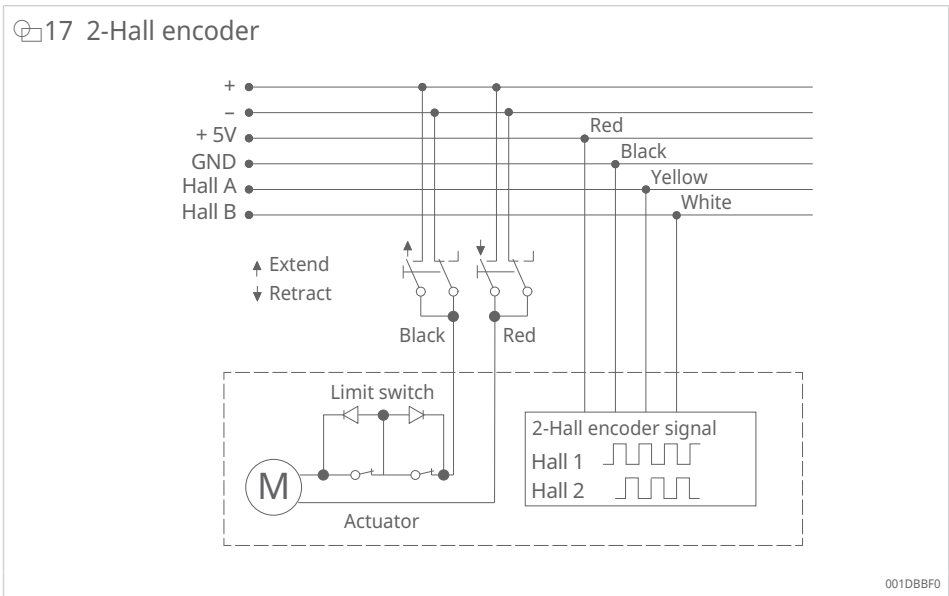 17 2-Hall encoder
+
–
+ 5V
GND
Hall A
Hall B
Red
Black
Yellow
White
Extend
Retract
Black
Red
Limit switch
M
Actuator
2-Hall encoder signal
Hall 1
Hall 2
001DBBF0